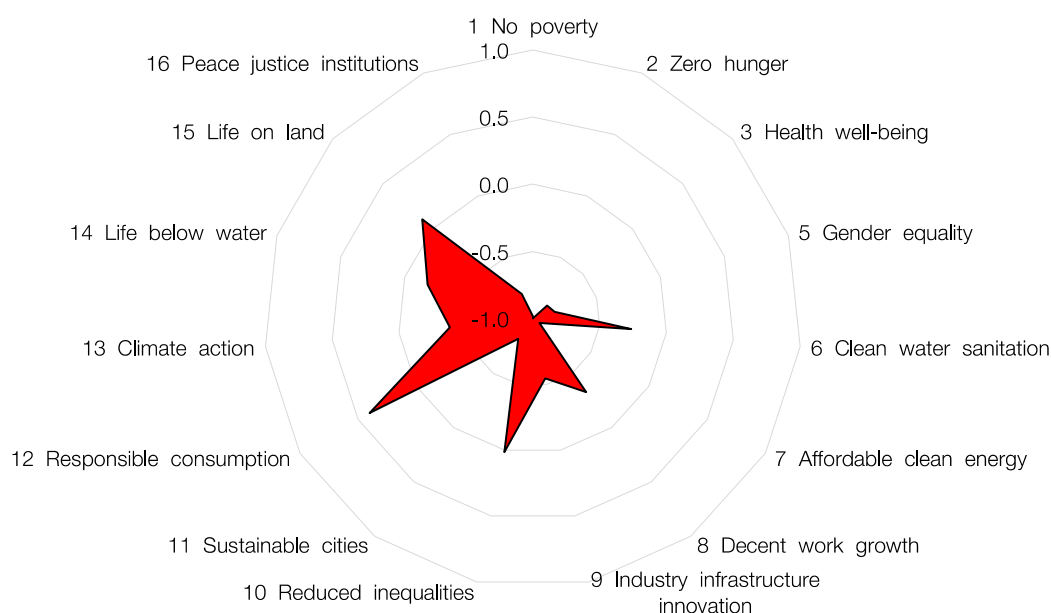 1 No poverty
1.0
16 Peace justice institutions
2 Zero hunger
0.5
15 Life on land
3 Health well-being
0.0
14 Life below water
5 Gender equality
-0.5
-1.0
13 Climate action
6 Clean water sanitation
12 Responsible consumption
7 Affordable clean energy
11 Sustainable cities
8 Decent work growth
10 Reduced inequalities
9 Industry infrastructure
innovation